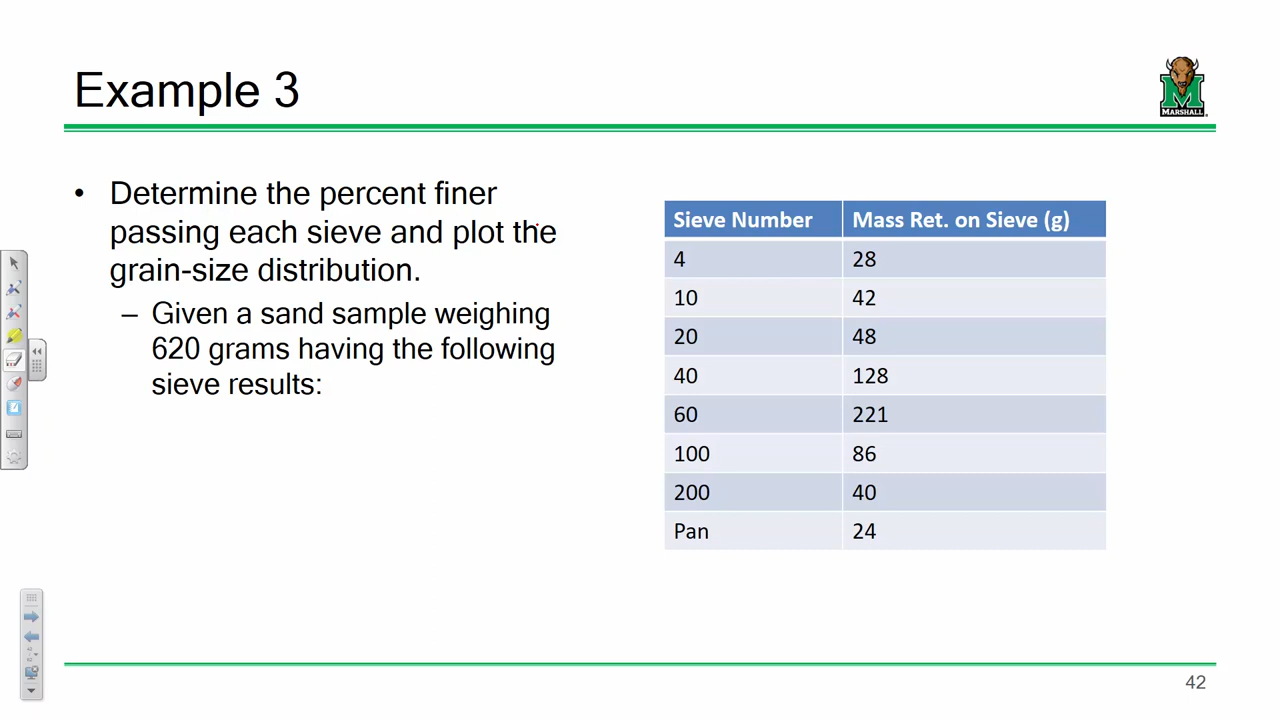 Example 3
MARSHALL
• Determine the percent finer
passing each sieve and plot the
grain-size distribution.
– Given a sand sample weighing
620 grams having the following
sieve results:
Sieve Number Mass Ret. on Sieve (g)
4 28
10 42
20 48
40 128
60 221
100 86
200 40
Pan 24
42